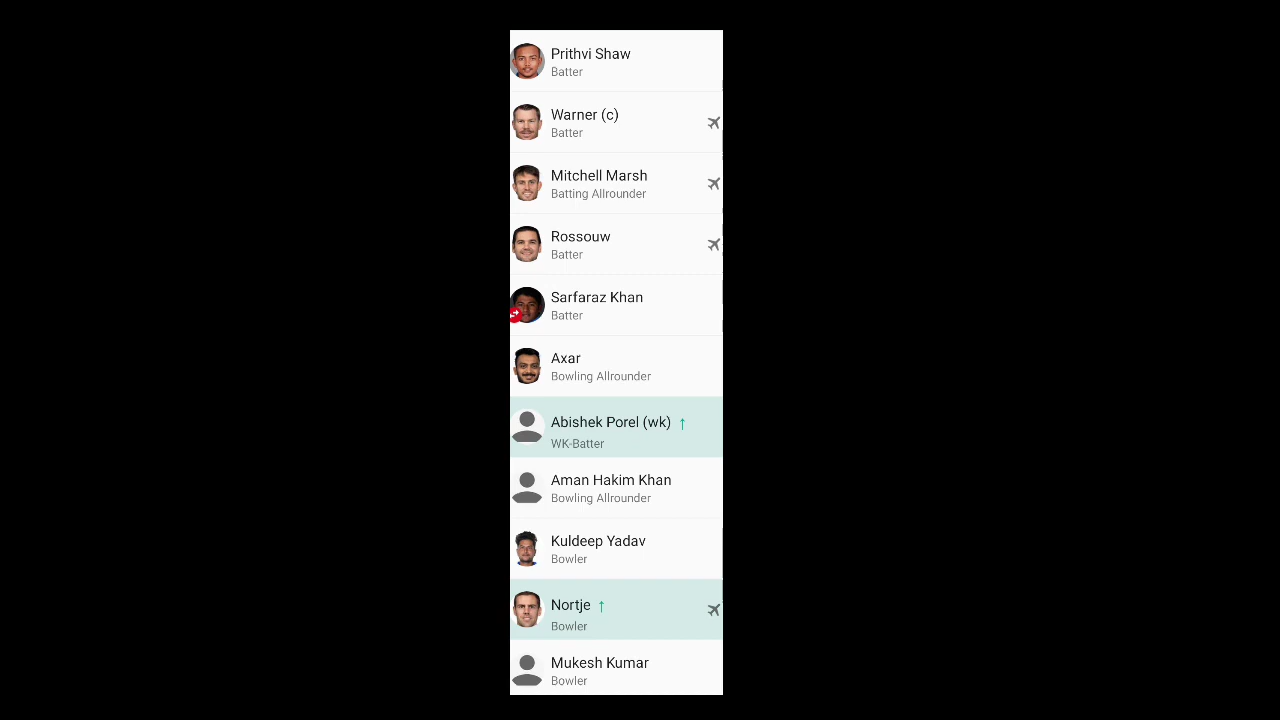 Prithvi Shaw
Batter
Warner (c)
Batter
Mitchell Marsh
Batting Allrounder
Rossouw
Batter
Sarfaraz Khan
Batter
Axar
Bowling Allrounder
Abishek Porel (wk) ↑
WK-Batter
Aman Hakim Khan
Bowling Allrounder
Kuldeep Yadav
Bowler
Nortje ↑
Bowler
Mukesh Kumar
Bowler